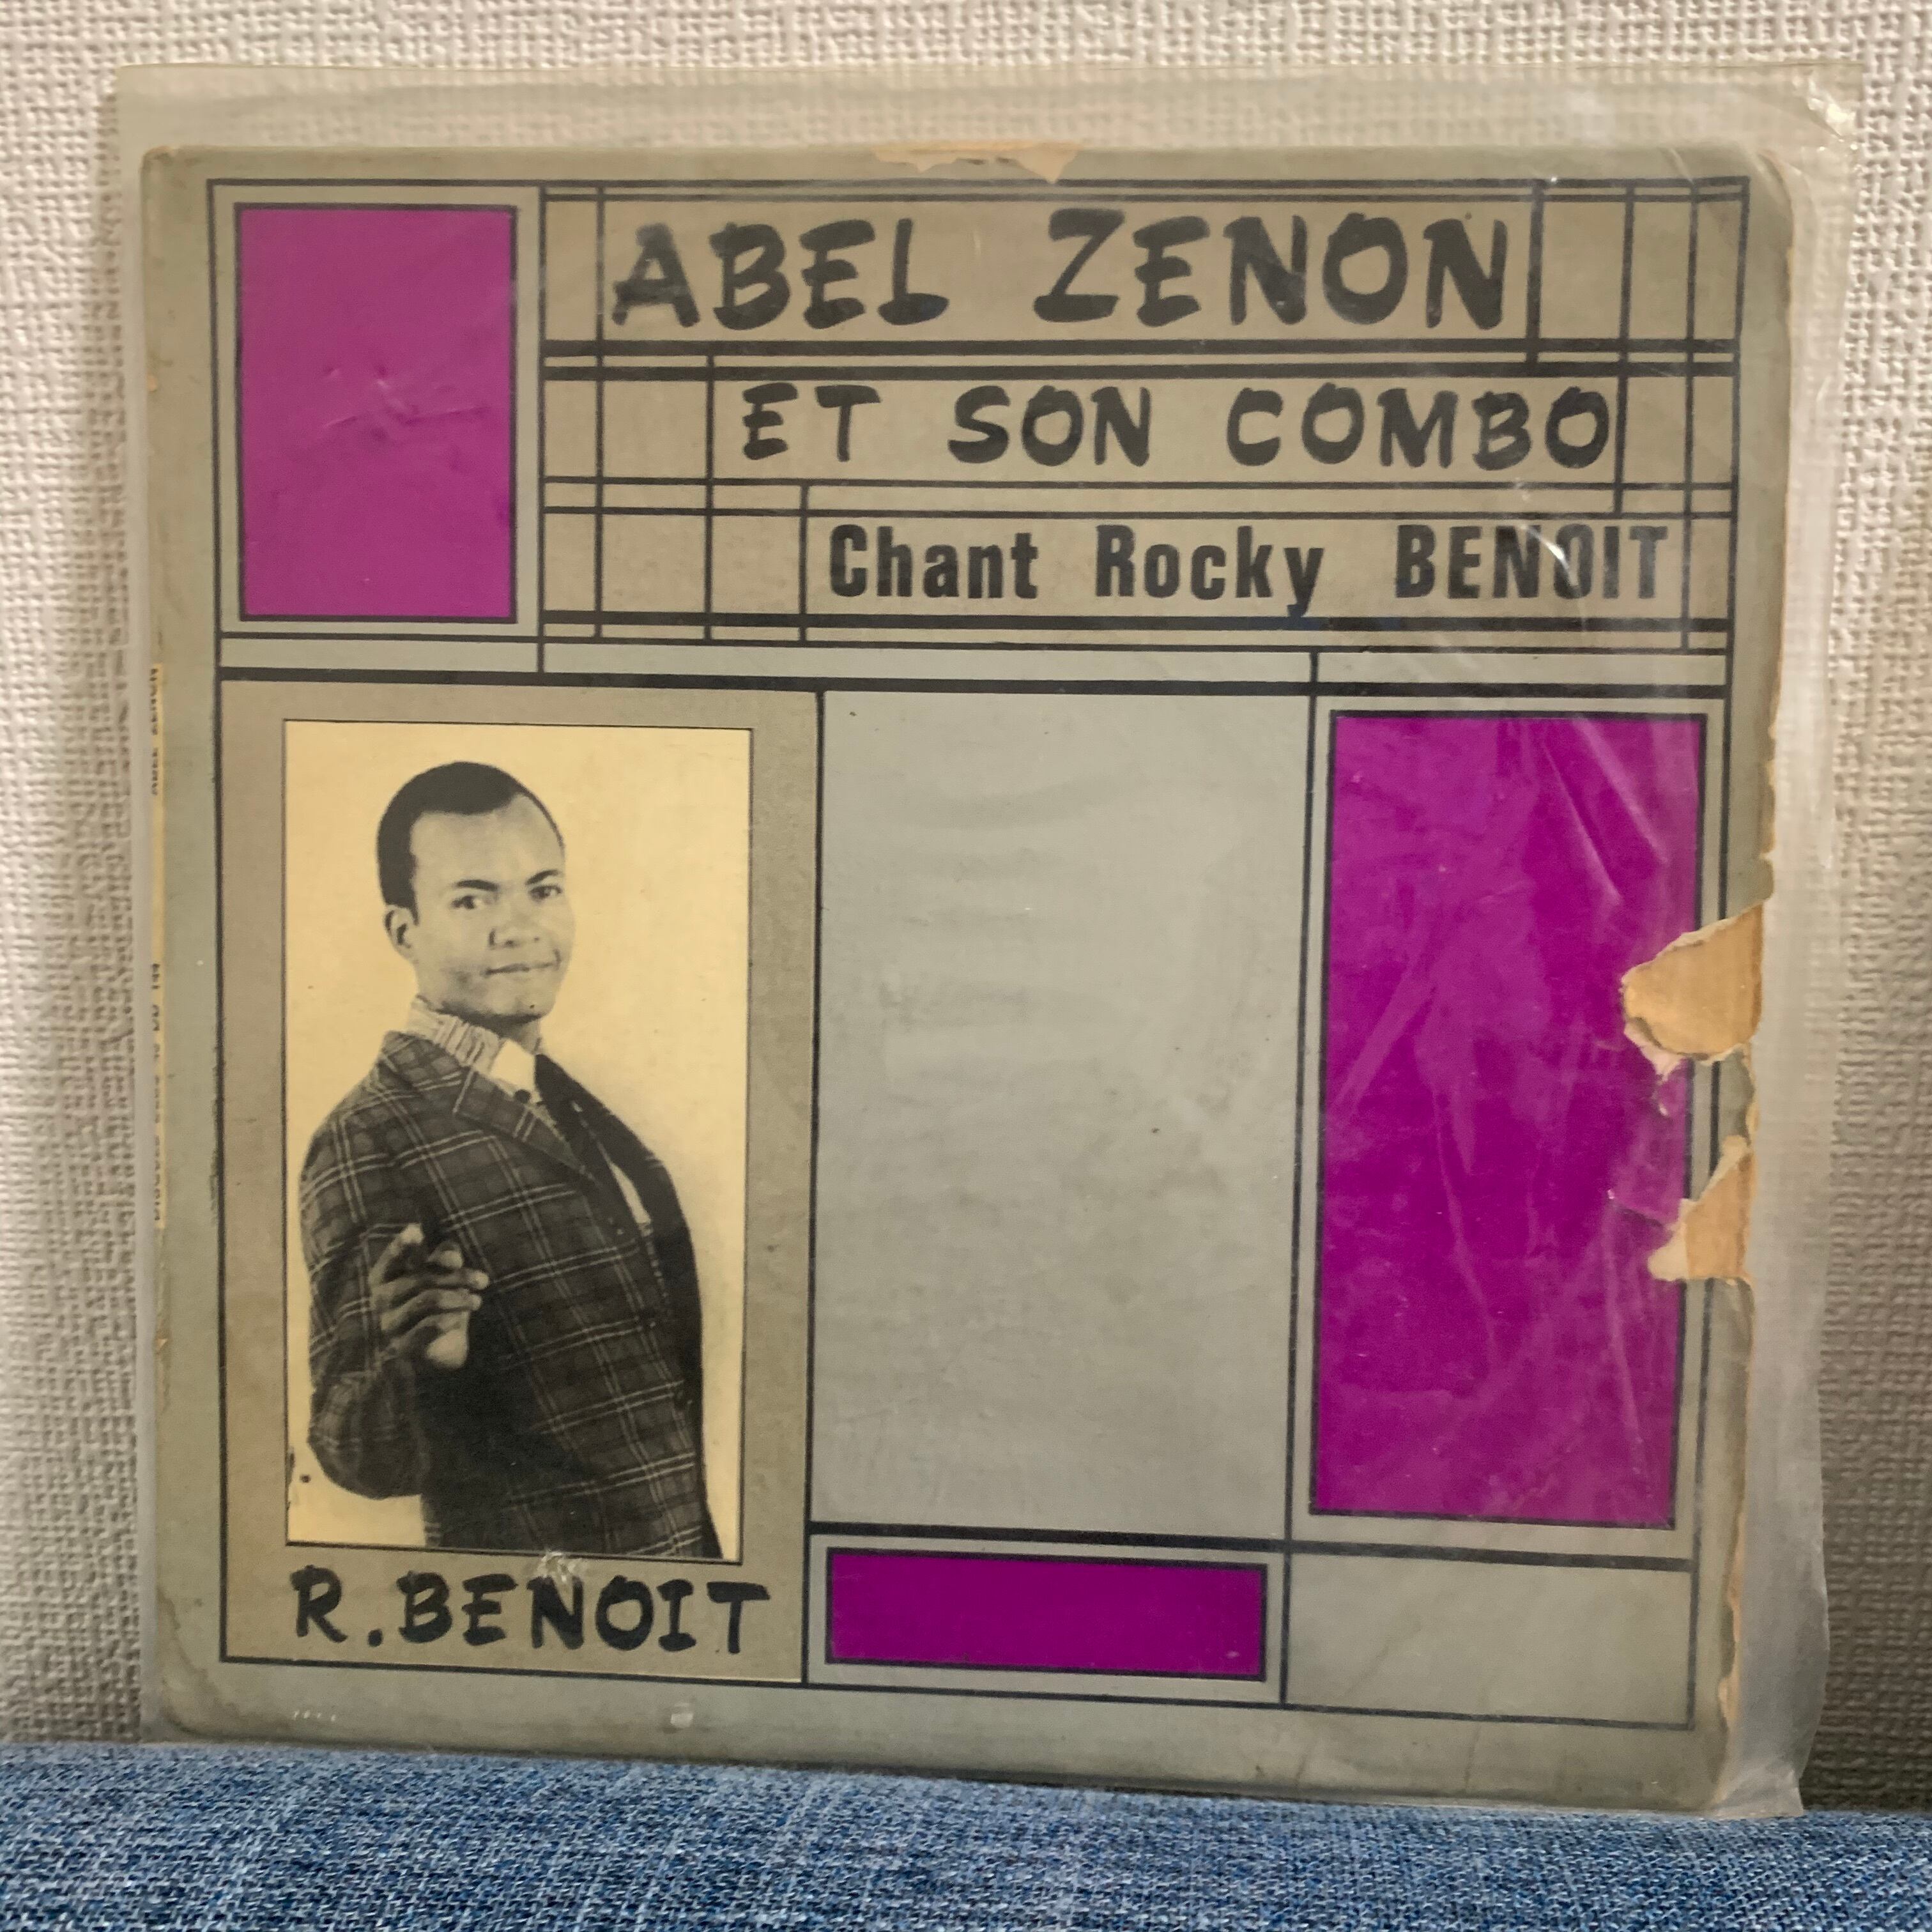 ABEL ZENON
ET SON COMBO
Chant Rocky BENOIT
R. BENOIT